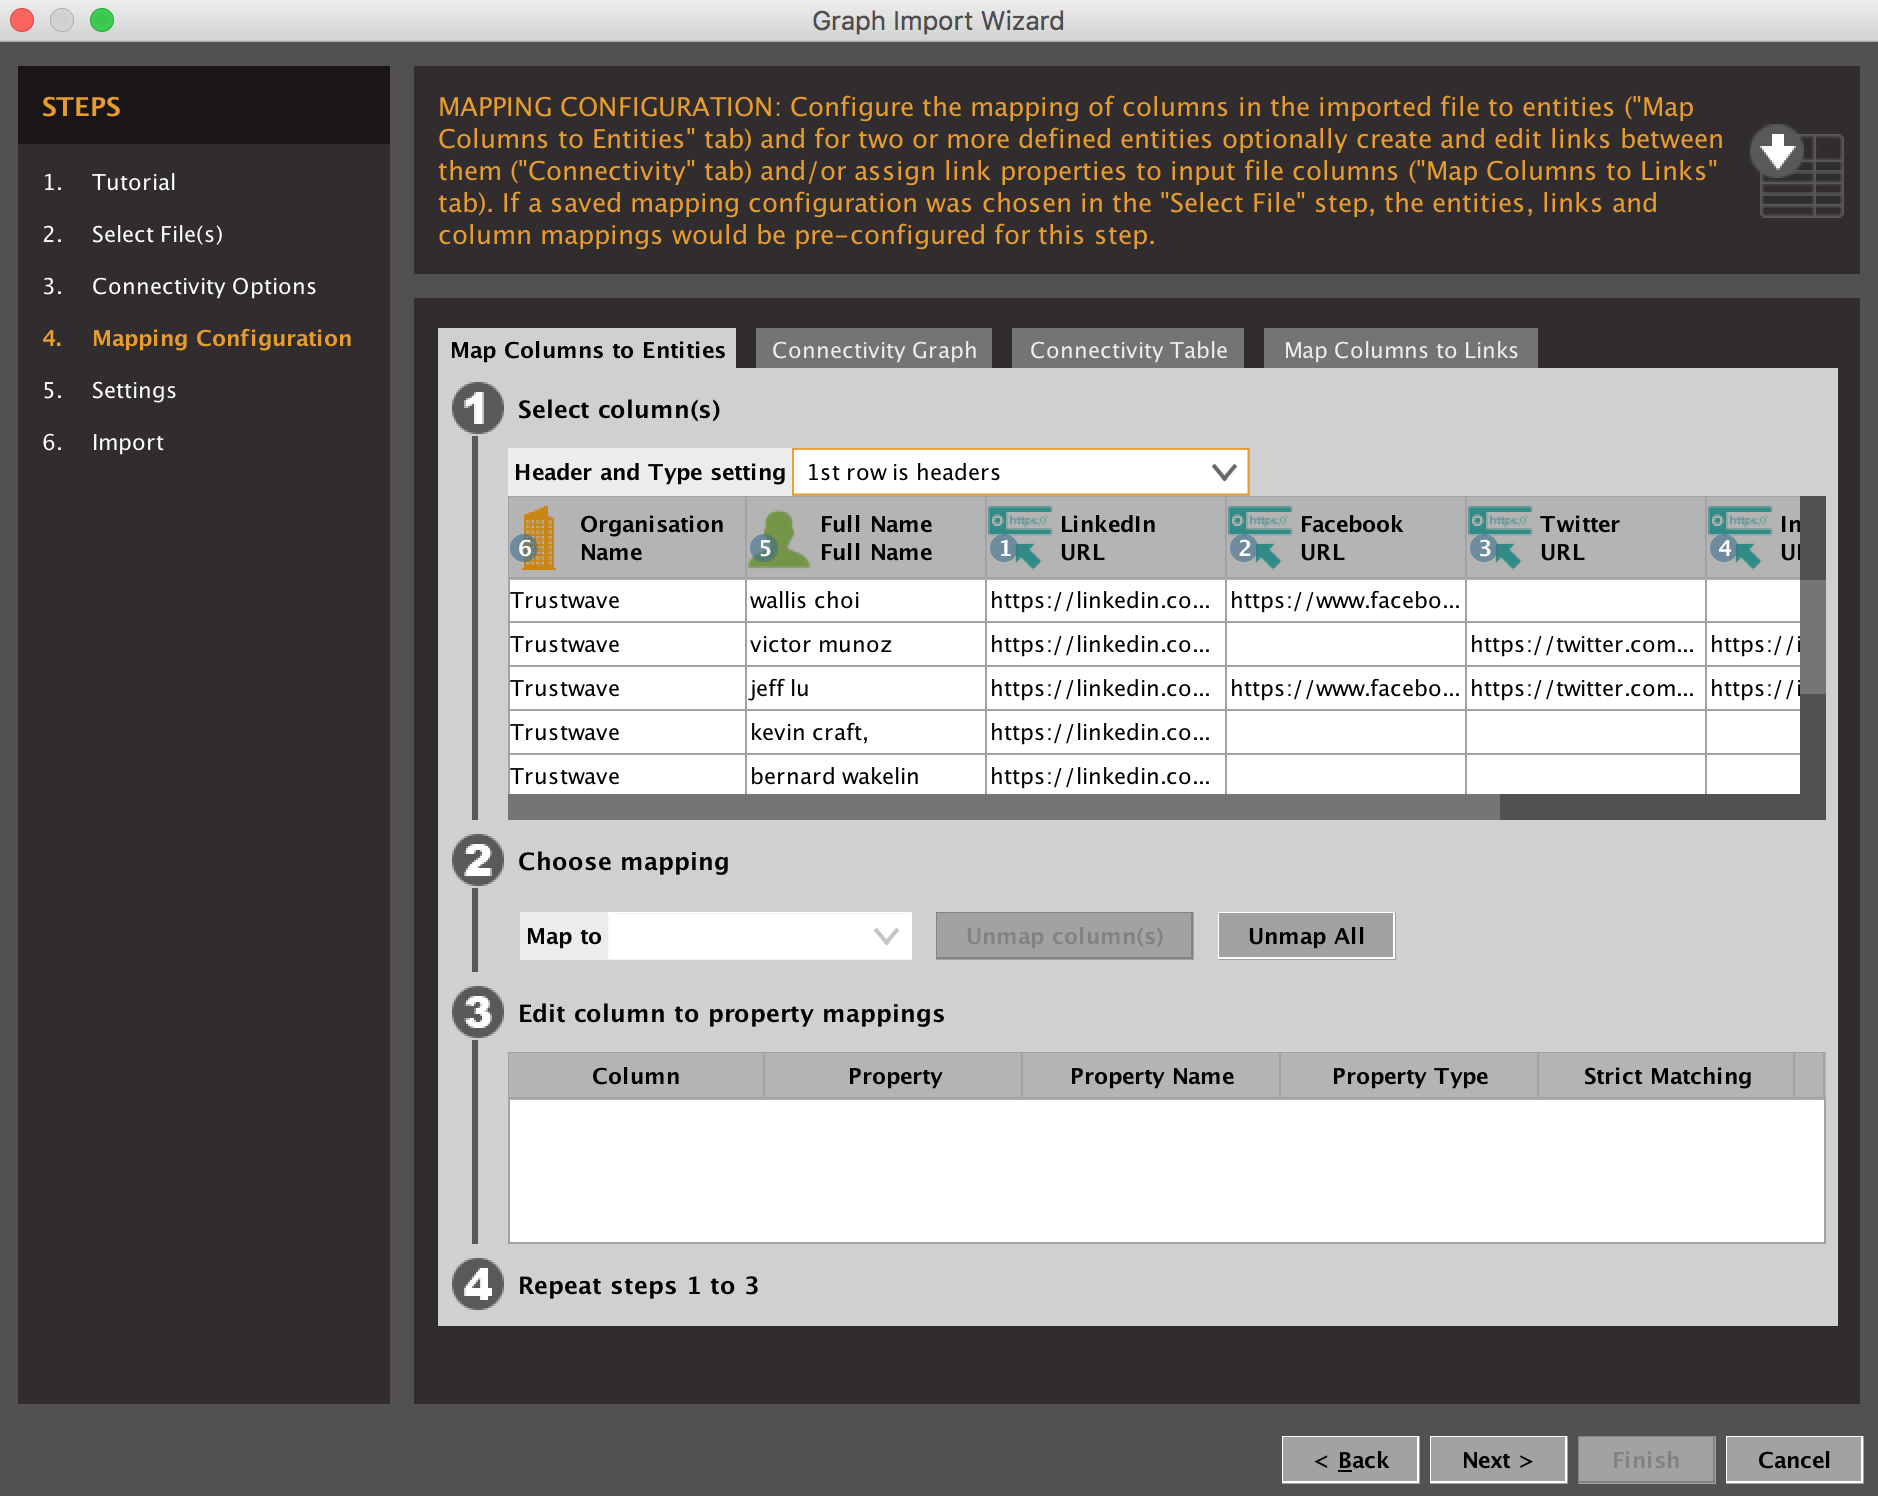 Graph Import Wizard
STEPS
1. Tutorial
2. Select File(s)
3. Connectivity Options
4. Mapping Configuration
5. Settings
6. Import
MAPPING CONFIGURATION: Configure the mapping of columns in the imported file to entities ("Map
Columns to Entities" tab) and for two or more defined entities optionally create and edit links between
them ("Connectivity" tab) and/or assign link properties to input file columns ("Map Columns to Links"
tab). If a saved mapping configuration was chosen in the "Select File" step, the entities, links and
column mappings would be pre-configured for this step.
Map Columns to Entities Connectivity Graph Connectivity Table Map Columns to Links
1 Select column(s)
Header and Type setting 1st row is headers
https:// https:// https:// https://
Organisation Full Name LinkedIn Facebook Twitter In
6 Name 5 Full Name 1 URL 2 URL 3 URL 4 U
Trustwave wallis choi https://linkedin.co... https://www.facebo...
Trustwave victor munoz https://linkedin.co... https://twitter.com... https://i
Trustwave jeff lu https://linkedin.co... https://www.facebo... https://twitter.com... https://i
Trustwave kevin craft, https://linkedin.co...
Trustwave bernard wakelin https://linkedin.co...
2 Choose mapping
Map to Unmap column(s) Unmap All
3 Edit column to property mappings
Column Property Property Name Property Type Strict Matching
4 Repeat steps 1 to 3
< Back Next > Finish Cancel